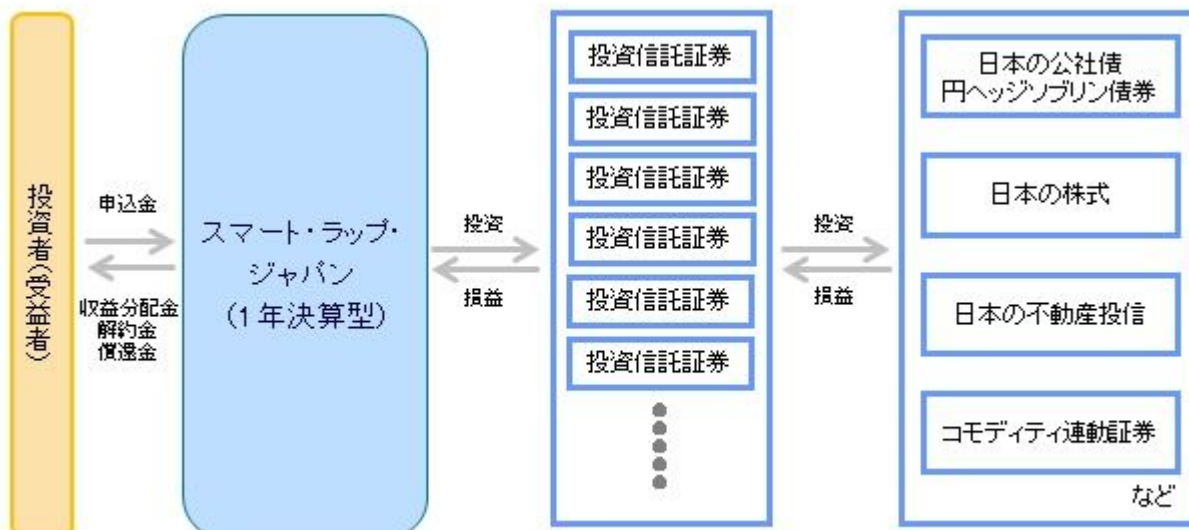 投資者(受益者)
申込金
収益分配金
解約金
償還金
スマート・ラップ・
ジャパン
(1年決算型)
投資
損益
投資信託証券
投資信託証券
投資信託証券
投資信託証券
投資信託証券
投資信託証券
投資
損益
日本の公社債
円ヘッジソブリン債券
日本の株式
日本の不動産投信
コモディティ連動証券
など